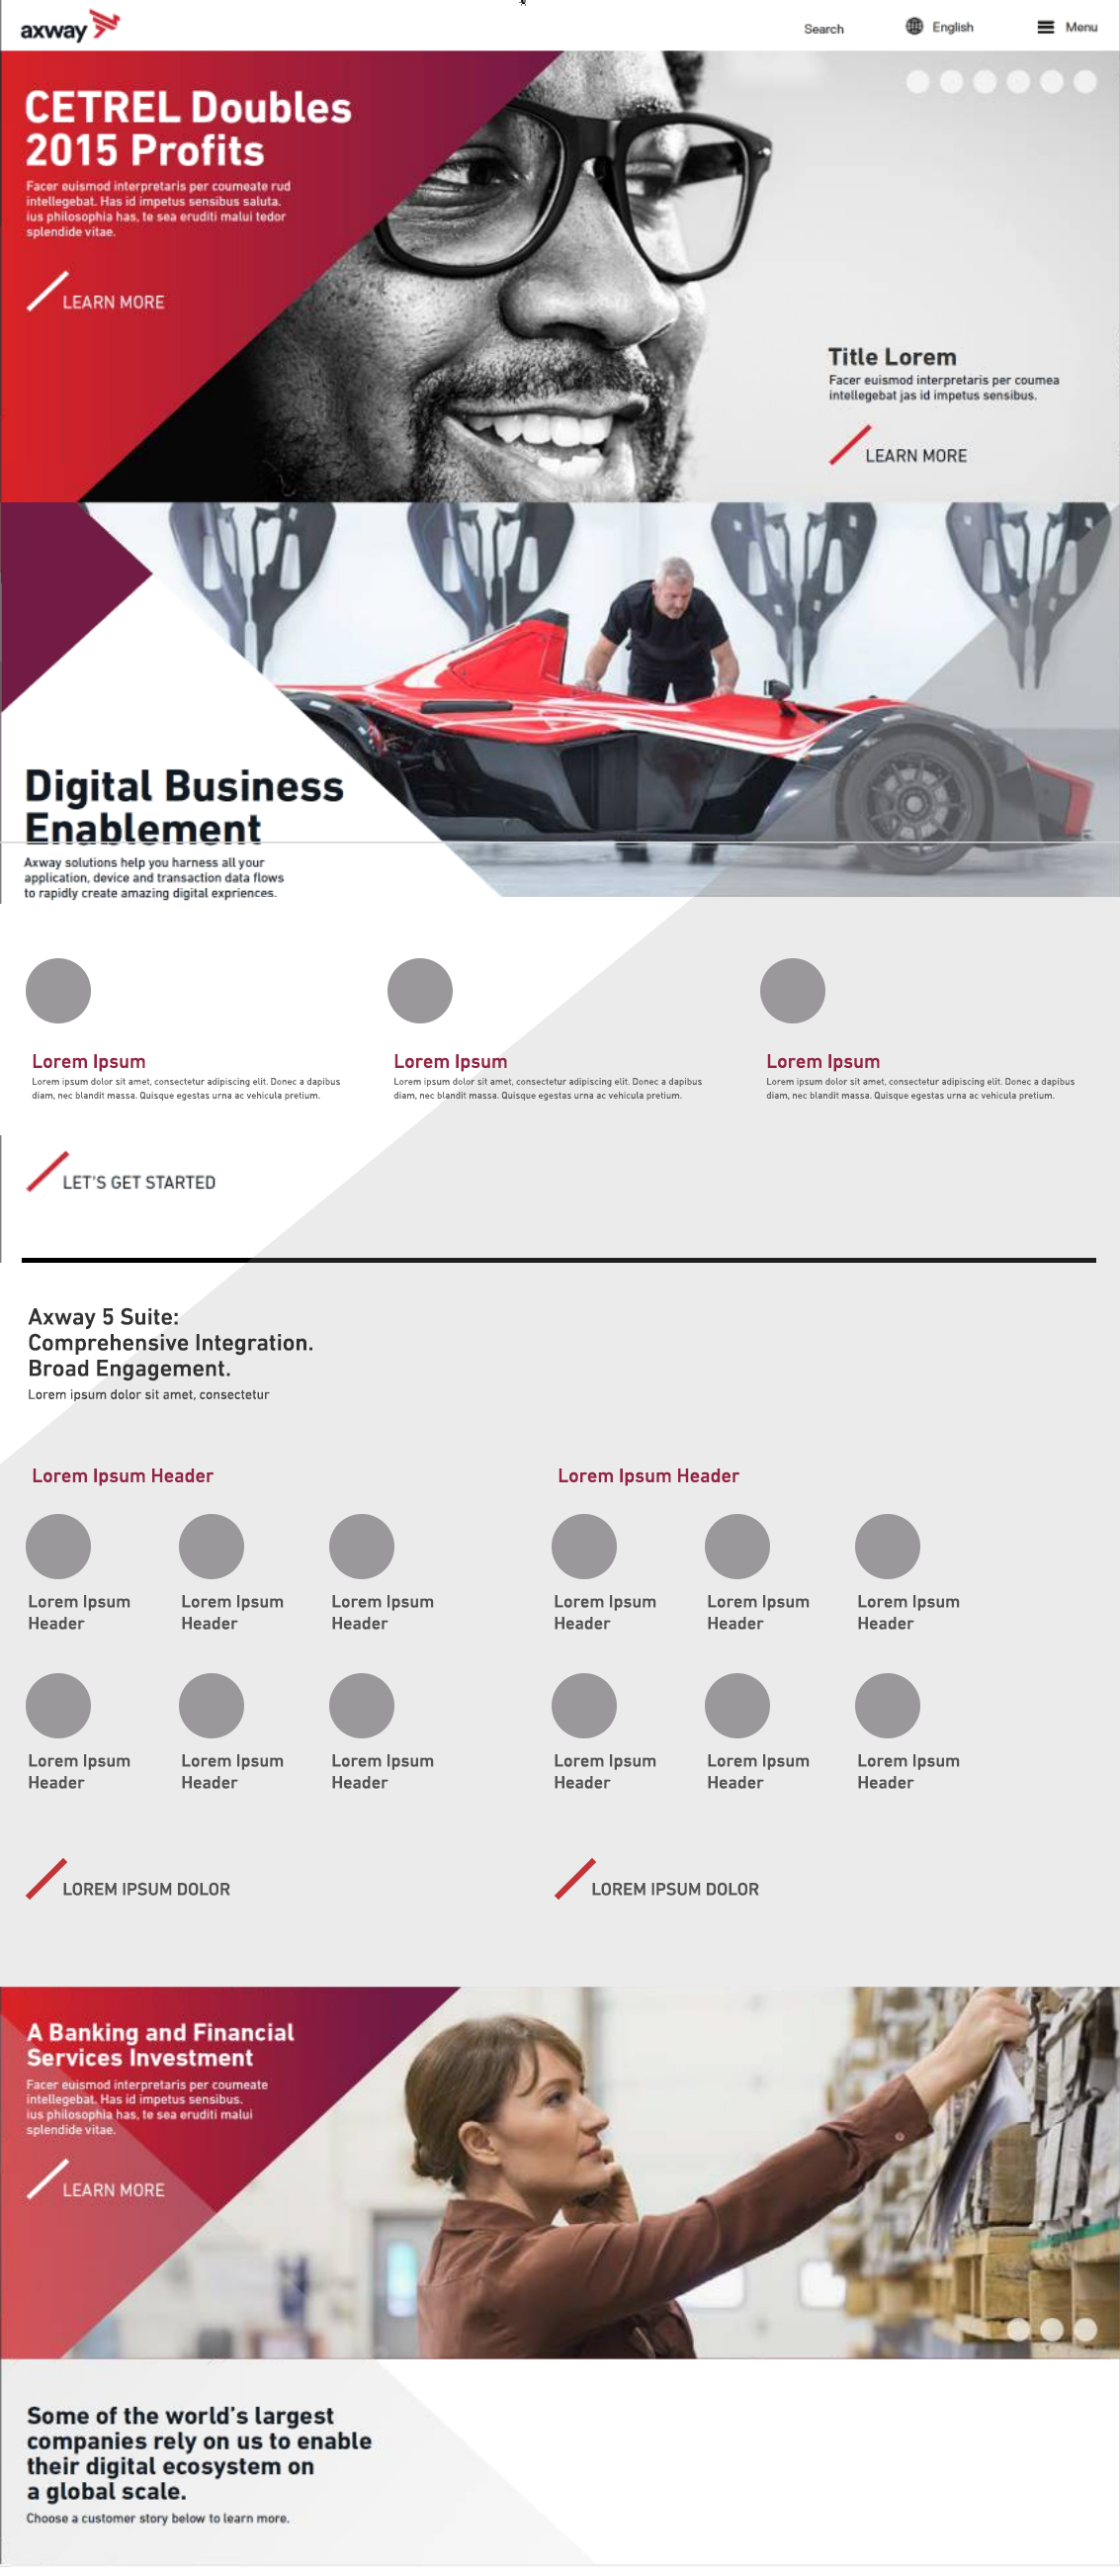 axway
Search
English
Menu
CETREL Doubles
2015 Profits
Facer euismod interpretaris per coumeate rud
intellegebat. Has id impetus sensibus saluta.
ius philosophia has, te sea eruditi malui tedor
splendide vitae.
LEARN MORE
Title Lorem
Facer euismod interpretaris per coumea
intellegebat jas id impetus sensibus.
LEARN MORE
Digital Business
Enablement
Axway solutions help you harness all your
application, device and transaction data flows
to rapidly create amazing digital expriences.
Lorem Ipsum
Lorem ipsum dolor sit amet, consectetur adipiscing elit. Donec a dapibus
diam, nec blandit massa. Quisque egestas urna ac vehicula pretium.
Lorem Ipsum
Lorem ipsum dolor sit amet, consectetur adipiscing elit. Donec a dapibus
diam, nec blandit massa. Quisque egestas urna ac vehicula pretium.
Lorem Ipsum
Lorem ipsum dolor sit amet, consectetur adipiscing elit. Donec a dapibus
diam, nec blandit massa. Quisque egestas urna ac vehicula pretium.
LET'S GET STARTED
Axway 5 Suite:
Comprehensive Integration.
Broad Engagement.
Lorem ipsum dolor sit amet, consectetur
Lorem Ipsum Header
Lorem Ipsum
Header
Lorem Ipsum
Header
Lorem Ipsum
Header
Lorem Ipsum
Header
Lorem Ipsum
Header
Lorem Ipsum
Header
LOREM IPSUM DOLOR
Lorem Ipsum Header
Lorem Ipsum
Header
Lorem Ipsum
Header
Lorem Ipsum
Header
Lorem Ipsum
Header
Lorem Ipsum
Header
Lorem Ipsum
Header
LOREM IPSUM DOLOR
A Banking and Financial
Services Investment
Facer euismod interpretaris per coumeate
intellegebat. Has id impetus sensibus.
ius philosophia has, te sea eruditi malui
splendide vitae.
LEARN MORE
Some of the world's largest
companies rely on us to enable
their digital ecosystem on
a global scale.
Choose a customer story below to learn more.